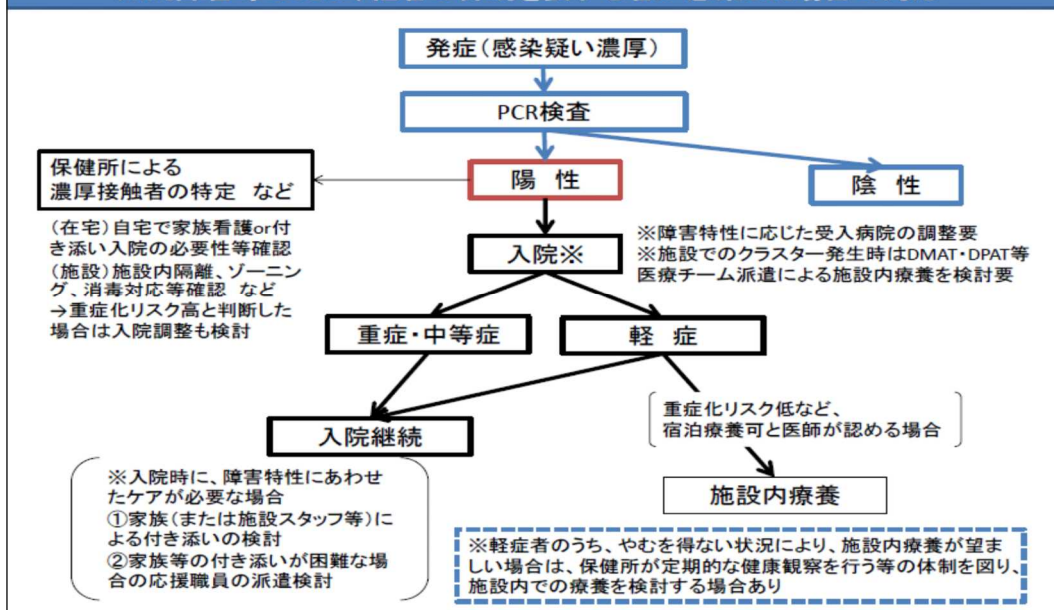 発症(感染疑い濃厚)
PCR検査
保健所による
濃厚接触者の特定 など
陽 性
陰 性
(在宅)自宅で家族看護or付
き添い入院の必要性等確認
(施設)施設内隔離、ゾーニン
グ、消毒対応等確認 など
→重症化リスク高と判断した
場合は入院調整も検討
入院※
※障害特性に応じた受入病院の調整要
※施設でのクラスター発生時はDMAT・DPAT等
医療チーム派遣による施設内療養を検討要
重症・中等症
軽 症
重症化リスク低など、
宿泊療養可と医師が認める場合
入院継続
施設内療養
※入院時に、障害特性にあわせ
たケアが必要な場合
①家族(または施設スタッフ等)によ
る付き添いの検討
②家族等の付き添いが困難な場
合の応援職員の派遣検討
※軽症者のうち、やむを得ない状況により、施設内療養が望ま
しい場合は、保健所が定期的な健康観察を行う等の体制を図り、
施設内での療養を検討する場合あり